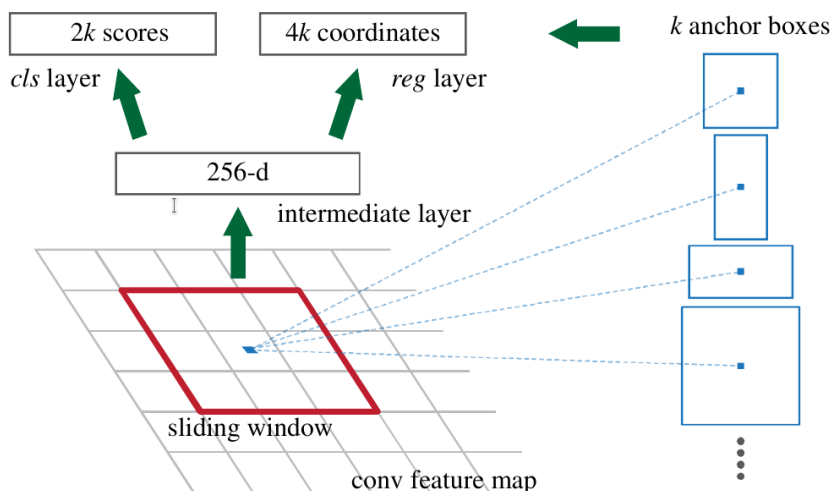 2k scores
4k coordinates
k anchor boxes
cls layer
reg layer
256-d
intermediate layer
sliding window
conv feature map